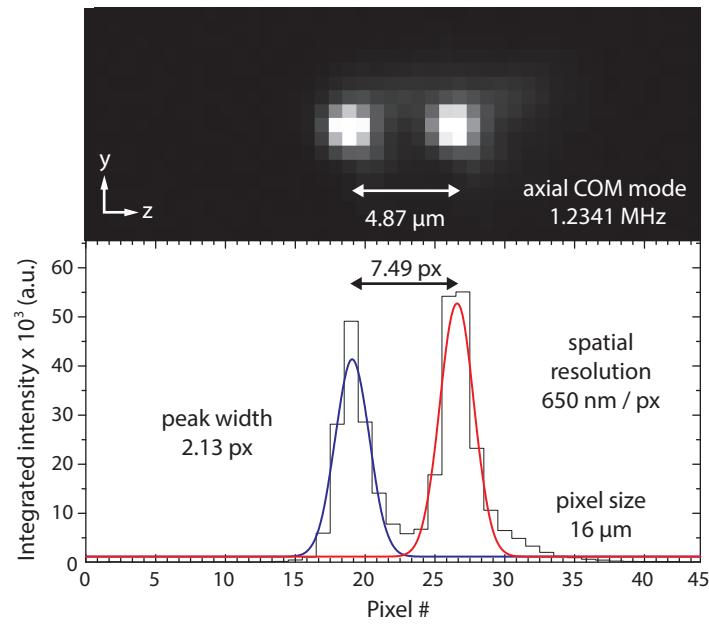 y
z
4.87 μm
axial COM mode
1.2341 MHz
7.49 px
spatial
resolution
650 nm / px
peak width
2.13 px
pixel size
16 μm
Integrated intensity x 10³ (a.u.)
60
50
40
30
20
10
0
0 5 10 15 20 25 30 35 40 45
Pixel #